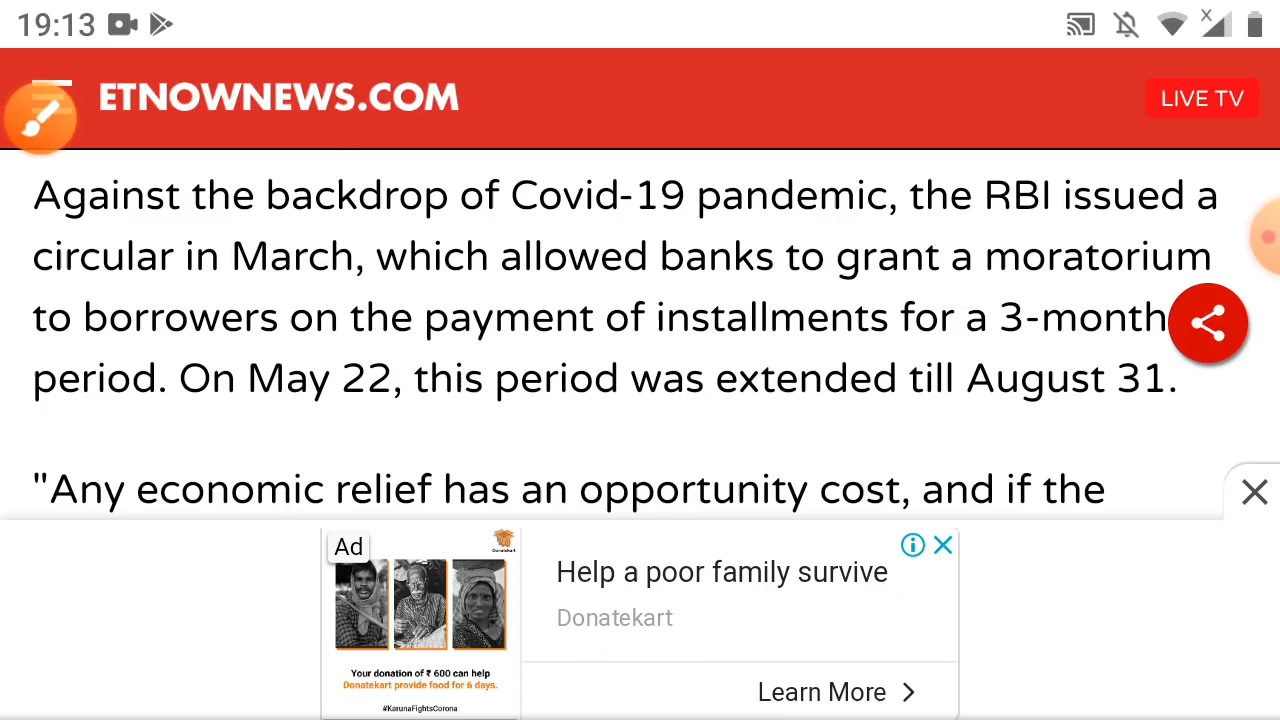 19:13
X
ETNOWNEWS.COM
LIVE TV
Against the backdrop of Covid-19 pandemic, the RBI issued a
circular in March, which allowed banks to grant a moratorium
to borrowers on the payment of installments for a 3-month
period. On May 22, this period was extended till August 31.
"Any economic relief has an opportunity cost, and if the
Ad
Donatekart
Your donation of ₹ 600 can help
Donatekart provide food for 6 days.
#KarunaFightsCorona
Help a poor family survive
Donatekart
Learn More